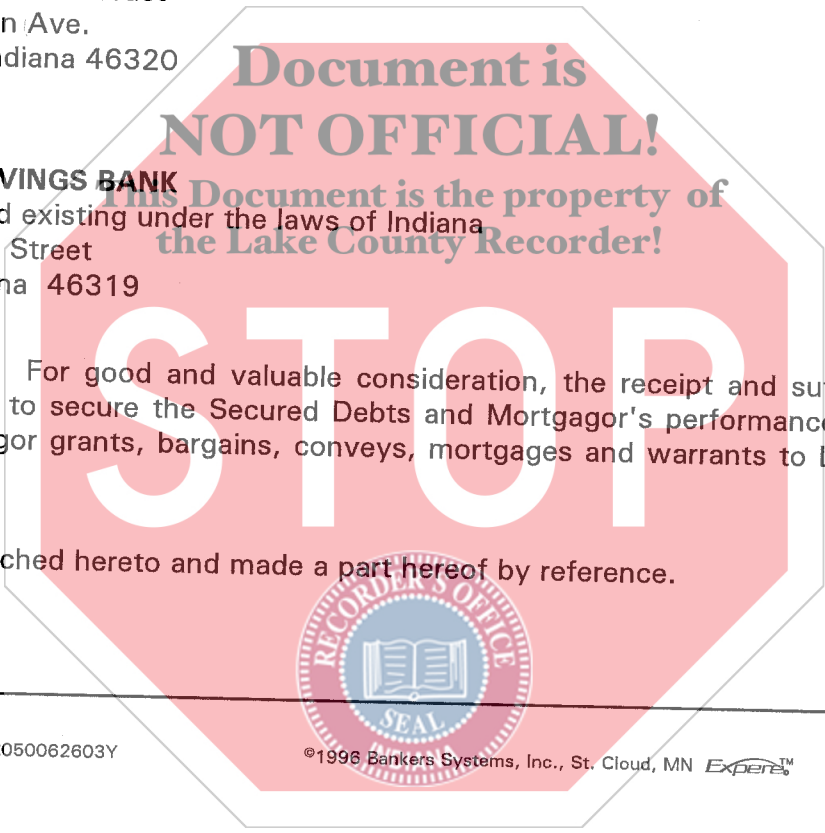 n Ave.
ndiana 46320
Document is
NOT OFFICIAL!
VINGS BANK
This Document is the property of
d existing under the laws of Indiana
the Lake County Recorder!
Street
na 46319
STOP
For good and valuable consideration, the receipt and su
to secure the Secured Debts and Mortgagor's performance
gor grants, bargains, conveys, mortgages and warrants to
ched hereto and made a part hereof by reference.
RECORDER'S OFFICE
SEAL
INDIANA
050062603Y
©1996 Bankers Systems, Inc., St. Cloud, MN Expere™